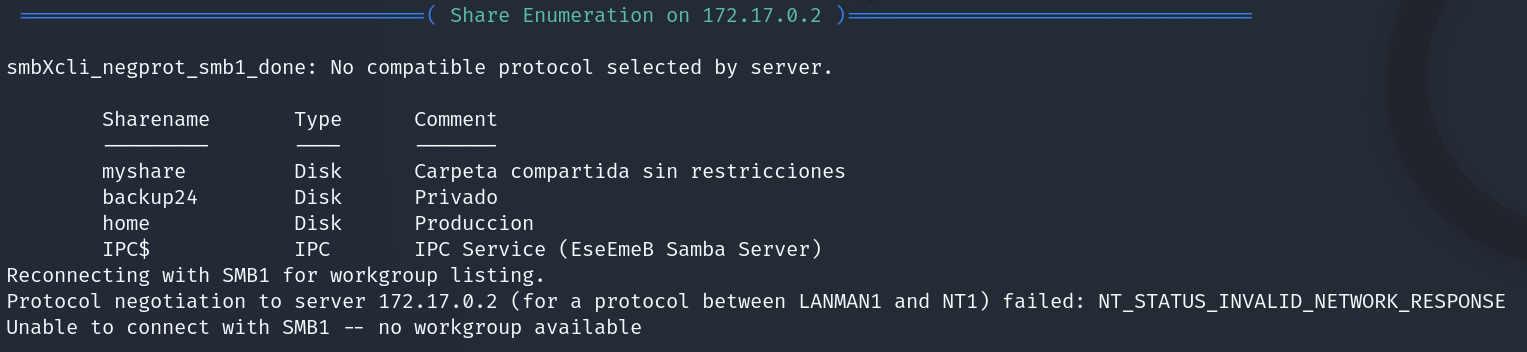 ==================================( Share Enumeration on 172.17.0.2 )==================================
smbXcli_negprot_smb1_done: No compatible protocol selected by server.
Sharename       Type      Comment
---------       ----      -------
myshare         Disk      Carpeta compartida sin restricciones
backup24        Disk      Privado
home            Disk      Produccion
IPC$            IPC       IPC Service (EseEmeB Samba Server)
Reconnecting with SMB1 for workgroup listing.
Protocol negotiation to server 172.17.0.2 (for a protocol between LANMAN1 and NT1) failed: NT_STATUS_INVALID_NETWORK_RESPONSE
Unable to connect with SMB1 -- no workgroup available